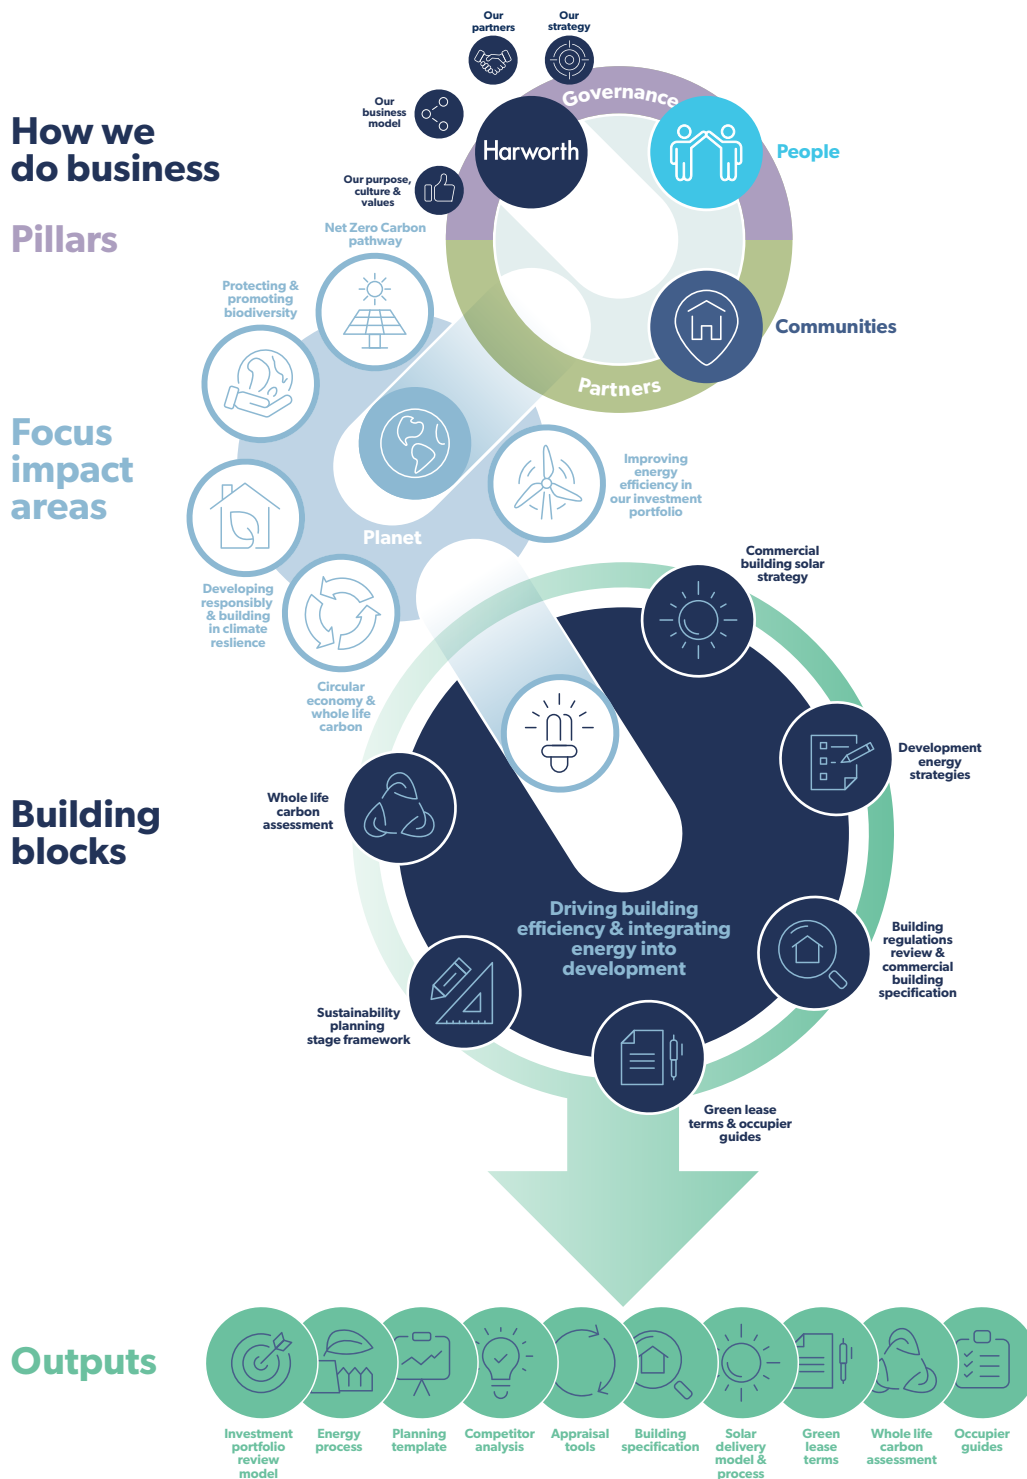 How we
do business
Pillars
Our
partners
Our
strategy
Our
business
model
Our purpose,
culture &
values
Harworth
Governance
People
Communities
Partners
Net Zero Carbon
pathway
Protecting &
promoting
biodiversity
Focus
impact
areas
Planet
Improving
energy
efficiency in
our investment
portfolio
Developing
responsibly
& building
in climate
reslience
Circular
economy &
whole life
carbon
Building
blocks
Commercial
building solar
strategy
Development
energy
strategies
Whole life
carbon
assessment
Driving building
efficiency & integrating
energy into
development
Building
regulations
review &
commercial
building
specification
Sustainability
planning
stage framework
Green lease
terms & occupier
guides
Outputs
Investment
portfolio
review
model
Energy
process
Planning
template
Competitor
analysis
Appraisal
tools
Building
specification
Solar
delivery
model &
process
Green
lease
terms
Whole life
carbon
assessment
Occupier
guides